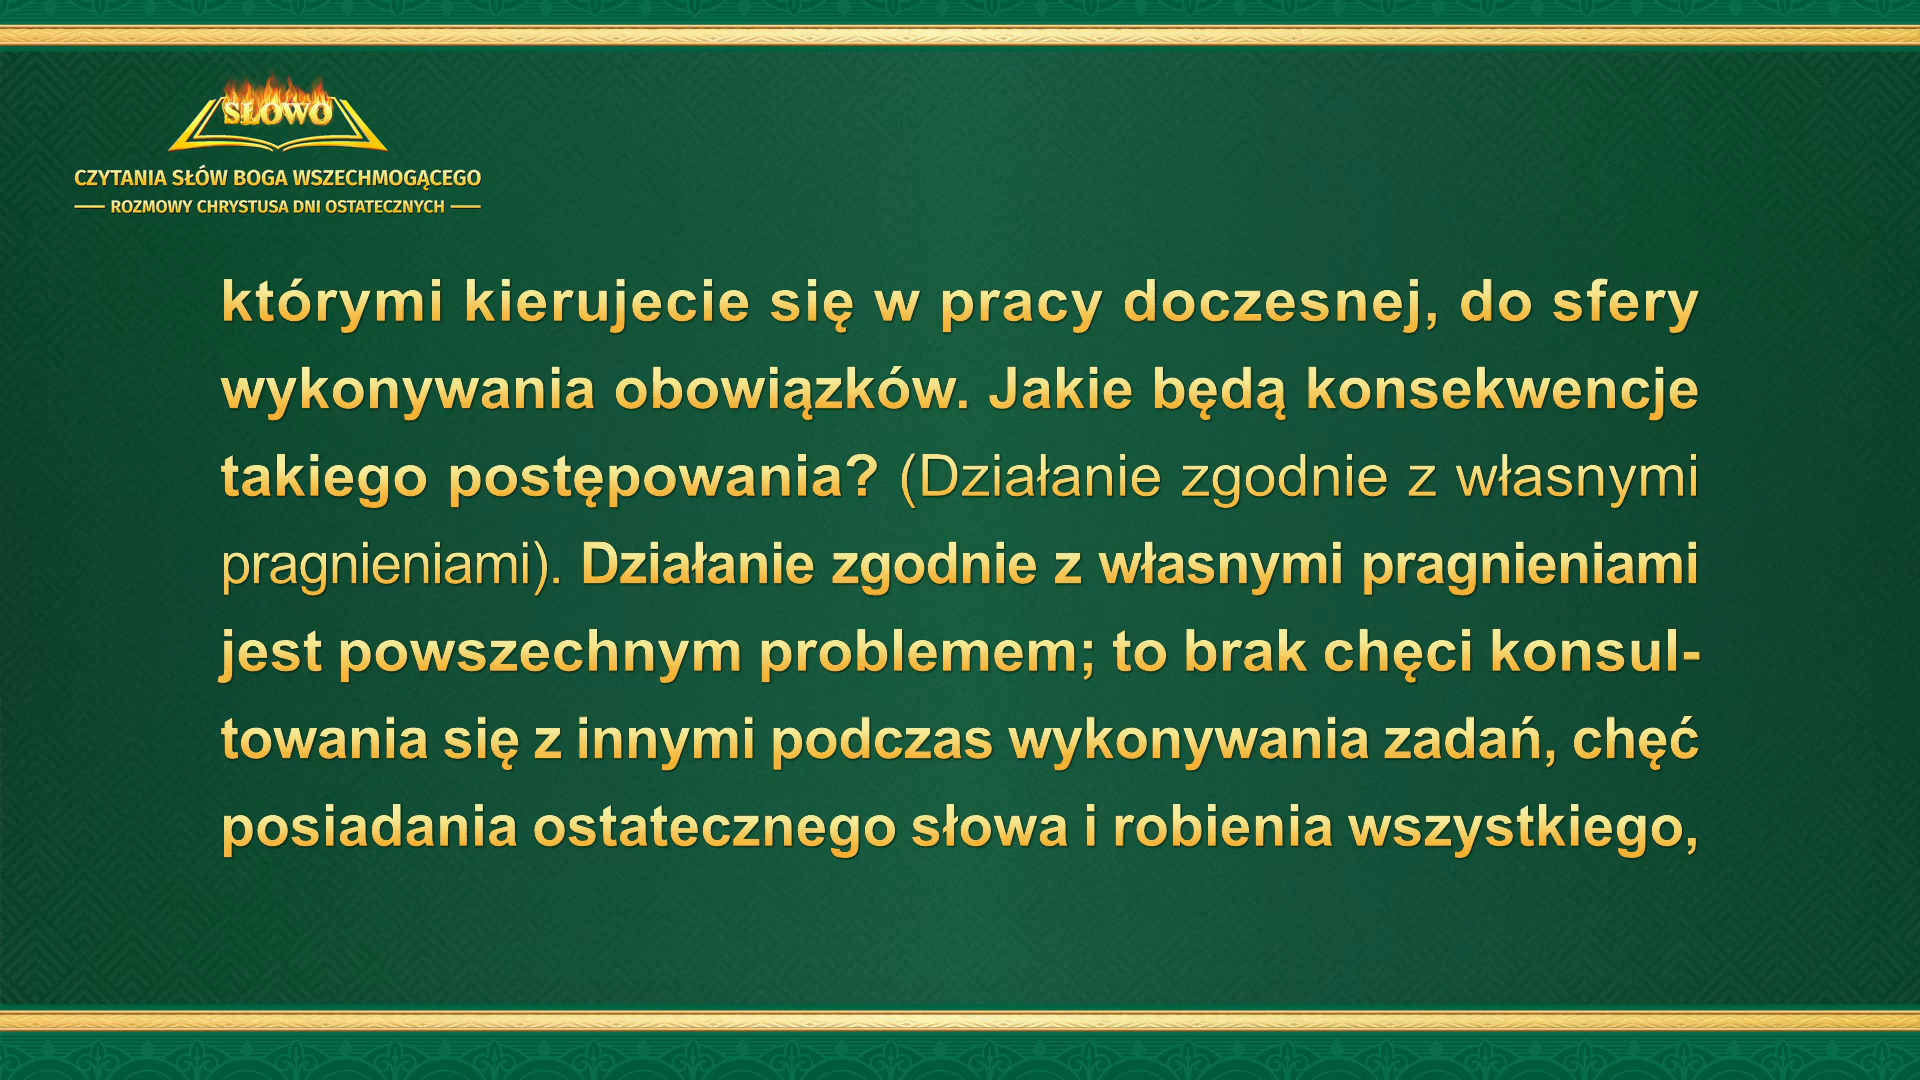 SŁOWO
CZYTANIA SŁÓW BOGA WSZECHMOGĄCEGO
ROZMOWY CHRYSTUSA DNI OSTATECZNYCH
którymi kierujecie się w pracy doczesnej, do sfery
wykonywania obowiązków. Jakie będą konsekwencje
takiego postępowania? (Działanie zgodnie z własnymi
pragnieniami). Działanie zgodnie z własnymi pragnieniami
jest powszechnym problemem; to brak chęci konsul-
towania się z innymi podczas wykonywania zadań, chęć
posiadania ostatecznego słowa i robienia wszystkiego,